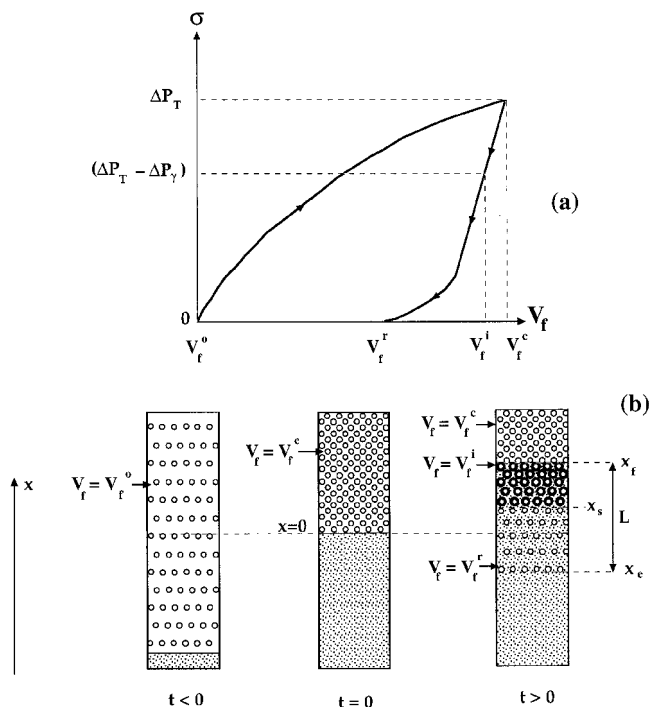 σ
ΔP_T
(ΔP_T − ΔP_γ)
(a)
0
V_f
V_f^o
V_f^r
V_f^i
V_f^c
(b)
V_f = V_f^c
V_f = V_f^c
V_f = V_f^i
x_f
x
V_f = V_f^o
x_s
L
x=0
V_f = V_f^r
x_e
t < 0
t = 0
t > 0